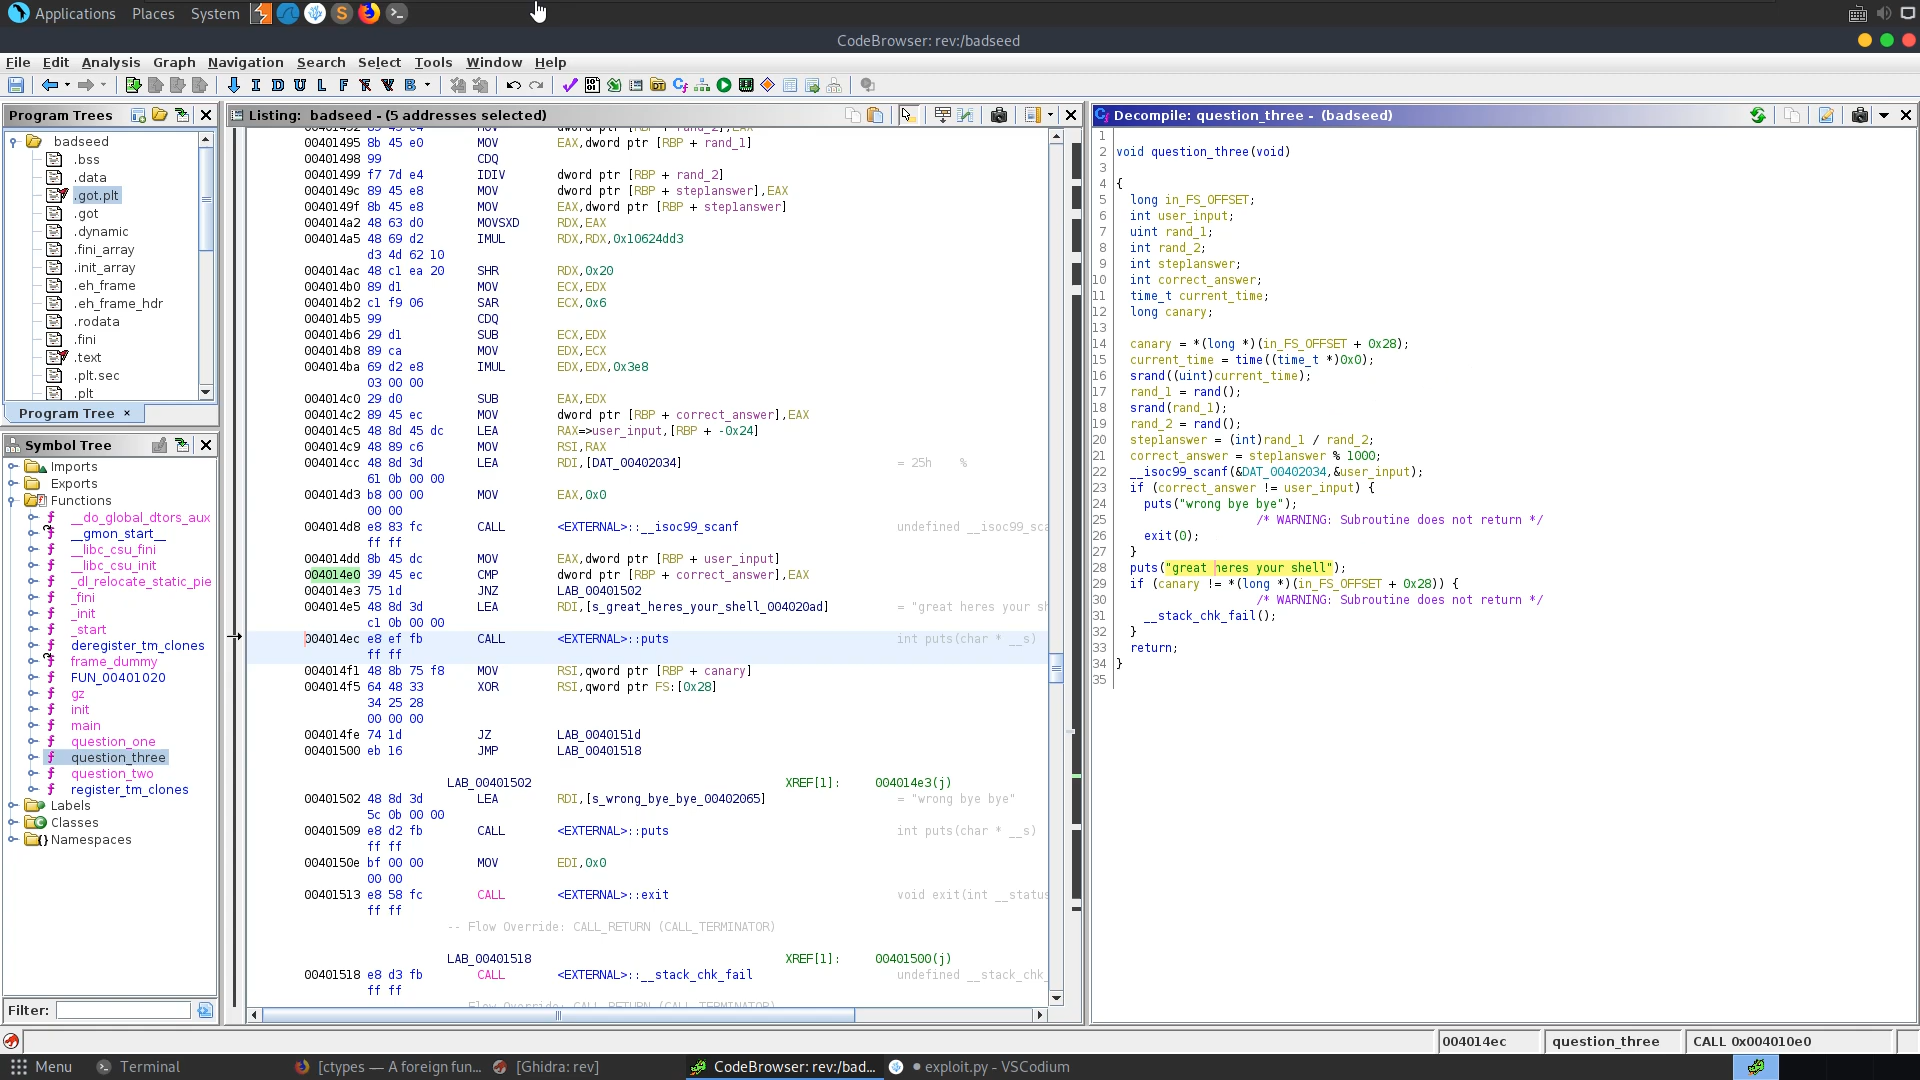 Applications Places System
CodeBrowser: rev:/badseed
File Edit Analysis Graph Navigation Search Select Tools Window Help
I D U L F B
Program Trees
badseed
.bss
.data
.got.plt
.got
.dynamic
.fini_array
.init_array
.eh_frame
.eh_frame_hdr
.rodata
.fini
.text
.plt.sec
.plt
Program Tree ×
Symbol Tree
Imports
Exports
Functions
f __do_global_dtors_aux
f __gmon_start__
f __libc_csu_fini
f __libc_csu_init
f _dl_relocate_static_pie
f _fini
f _init
f _start
f deregister_tm_clones
f frame_dummy
f FUN_00401020
f gz
f init
f main
f question_one
f question_three
f question_two
f register_tm_clones
Labels
Classes
Namespaces
Filter:
Listing: badseed - (5 addresses selected)
00401495 8b 45 e0 MOV EAX,dword ptr [RBP + rand_1]
00401498 99 CDQ
00401499 f7 7d e4 IDIV dword ptr [RBP + rand_2]
0040149c 89 45 e8 MOV dword ptr [RBP + step1answer],EAX
0040149f 8b 45 e8 MOV EAX,dword ptr [RBP + step1answer]
004014a2 48 63 d0 MOVSXD RDX,EAX
004014a5 48 69 d2 IMUL RDX,RDX,0x10624dd3
d3 4d 62 10
004014ac 48 c1 ea 20 SHR RDX,0x20
004014b0 89 d1 MOV ECX,EDX
004014b2 c1 f9 06 SAR ECX,0x6
004014b5 99 CDQ
004014b6 29 d1 SUB ECX,EDX
004014b8 89 ca MOV EDX,ECX
004014ba 69 d2 e8 IMUL EDX,EDX,0x3e8
03 00 00
004014c0 29 d0 SUB EAX,EDX
004014c2 89 45 ec MOV dword ptr [RBP + correct_answer],EAX
004014c5 48 8d 45 dc LEA RAX=>user_input,[RBP + -0x24]
004014c9 48 89 c6 MOV RSI,RAX
004014cc 48 8d 3d LEA RDI,[DAT_00402034] = 25h %
61 0b 00 00
004014d3 b8 00 00 MOV EAX,0x0
00 00
004014d8 e8 83 fc CALL <EXTERNAL>::__isoc99_scanf undefined __isoc99_sca
ff ff
004014dd 8b 45 dc MOV EAX,dword ptr [RBP + user_input]
004014e0 39 45 ec CMP dword ptr [RBP + correct_answer],EAX
004014e3 75 1d JNZ LAB_00401502
004014e5 48 8d 3d LEA RDI,[s_great_heres_your_shell_004020ad] = "great heres your sh
c1 0b 00 00
004014ec e8 ef fb CALL <EXTERNAL>::puts int puts(char * __s)
ff ff
004014f1 48 8b 75 f8 MOV RSI,qword ptr [RBP + canary]
004014f5 64 48 33 XOR RSI,qword ptr FS:[0x28]
34 25 28
00 00 00
004014fe 74 1d JZ LAB_0040151d
00401500 eb 16 JMP LAB_00401518
LAB_00401502 XREF[1]: 004014e3(j)
00401502 48 8d 3d LEA RDI,[s_wrong_bye_bye_00402065] = "wrong bye bye"
5c 0b 00 00
00401509 e8 d2 fb CALL <EXTERNAL>::puts int puts(char * __s)
ff ff
0040150e bf 00 00 MOV EDI,0x0
00 00
00401513 e8 58 fc CALL <EXTERNAL>::exit void exit(int __status
ff ff
-- Flow Override: CALL_RETURN (CALL_TERMINATOR)
LAB_00401518 XREF[1]: 00401500(j)
00401518 e8 d3 fb CALL <EXTERNAL>::__stack_chk_fail undefined __stack_chk_
ff ff
Flow Override: CALL_RETURN (CALL_TERMINATOR)
Decompile: question_three - (badseed)
1
2 void question_three(void)
3
4 {
5 long in_FS_OFFSET;
6 int user_input;
7 uint rand_1;
8 int rand_2;
9 int step1answer;
10 int correct_answer;
11 time_t current_time;
12 long canary;
13
14 canary = *(long *)(in_FS_OFFSET + 0x28);
15 current_time = time((time_t *)0x0);
16 srand((uint)current_time);
17 rand_1 = rand();
18 srand(rand_1);
19 rand_2 = rand();
20 step1answer = (int)rand_1 / rand_2;
21 correct_answer = step1answer % 1000;
22 __isoc99_scanf(&DAT_00402034,&user_input);
23 if (correct_answer != user_input) {
24 puts("wrong bye bye");
25 /* WARNING: Subroutine does not return */
26 exit(0);
27 }
28 puts("great heres your shell");
29 if (canary != *(long *)(in_FS_OFFSET + 0x28)) {
30 /* WARNING: Subroutine does not return */
31 __stack_chk_fail();
32 }
33 return;
34 }
35
004014ec question_three CALL 0x004010e0
Menu Terminal [ctypes — A foreign fun... [Ghidra: rev] CodeBrowser: rev:/bad... ● exploit.py - VSCodium